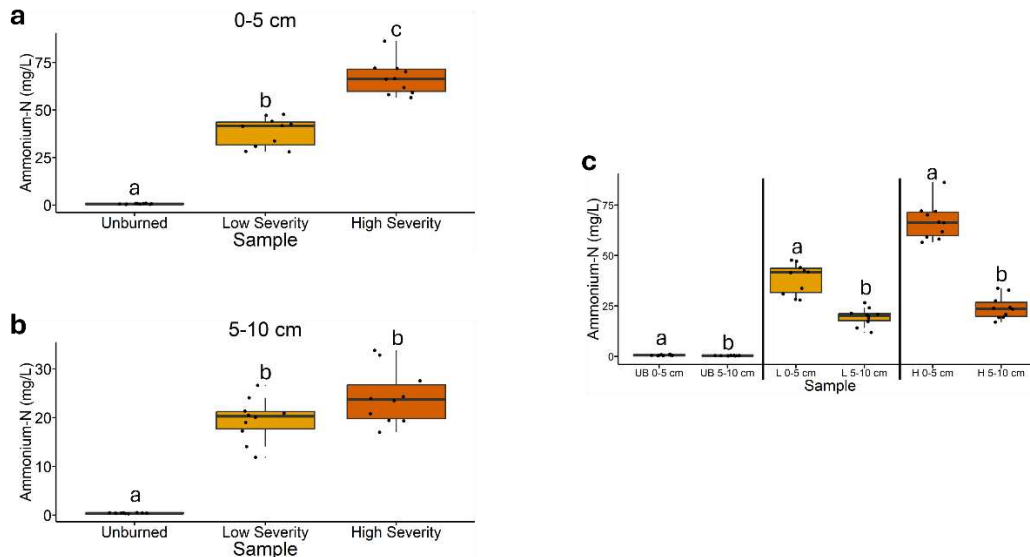 a
0-5 cm
Ammonium-N (mg/L)
75
50
25
0
a
b
c
Unburned
Low Severity
High Severity
Sample
b
5-10 cm
Ammonium-N (mg/L)
30
20
10
0
a
b
b
Unburned
Low Severity
High Severity
Sample
c
Ammonium-N (mg/L)
75
50
25
0
a
b
a
b
a
b
UB 0-5 cm
UB 5-10 cm
L 0-5 cm
L 5-10 cm
H 0-5 cm
H 5-10 cm
Sample